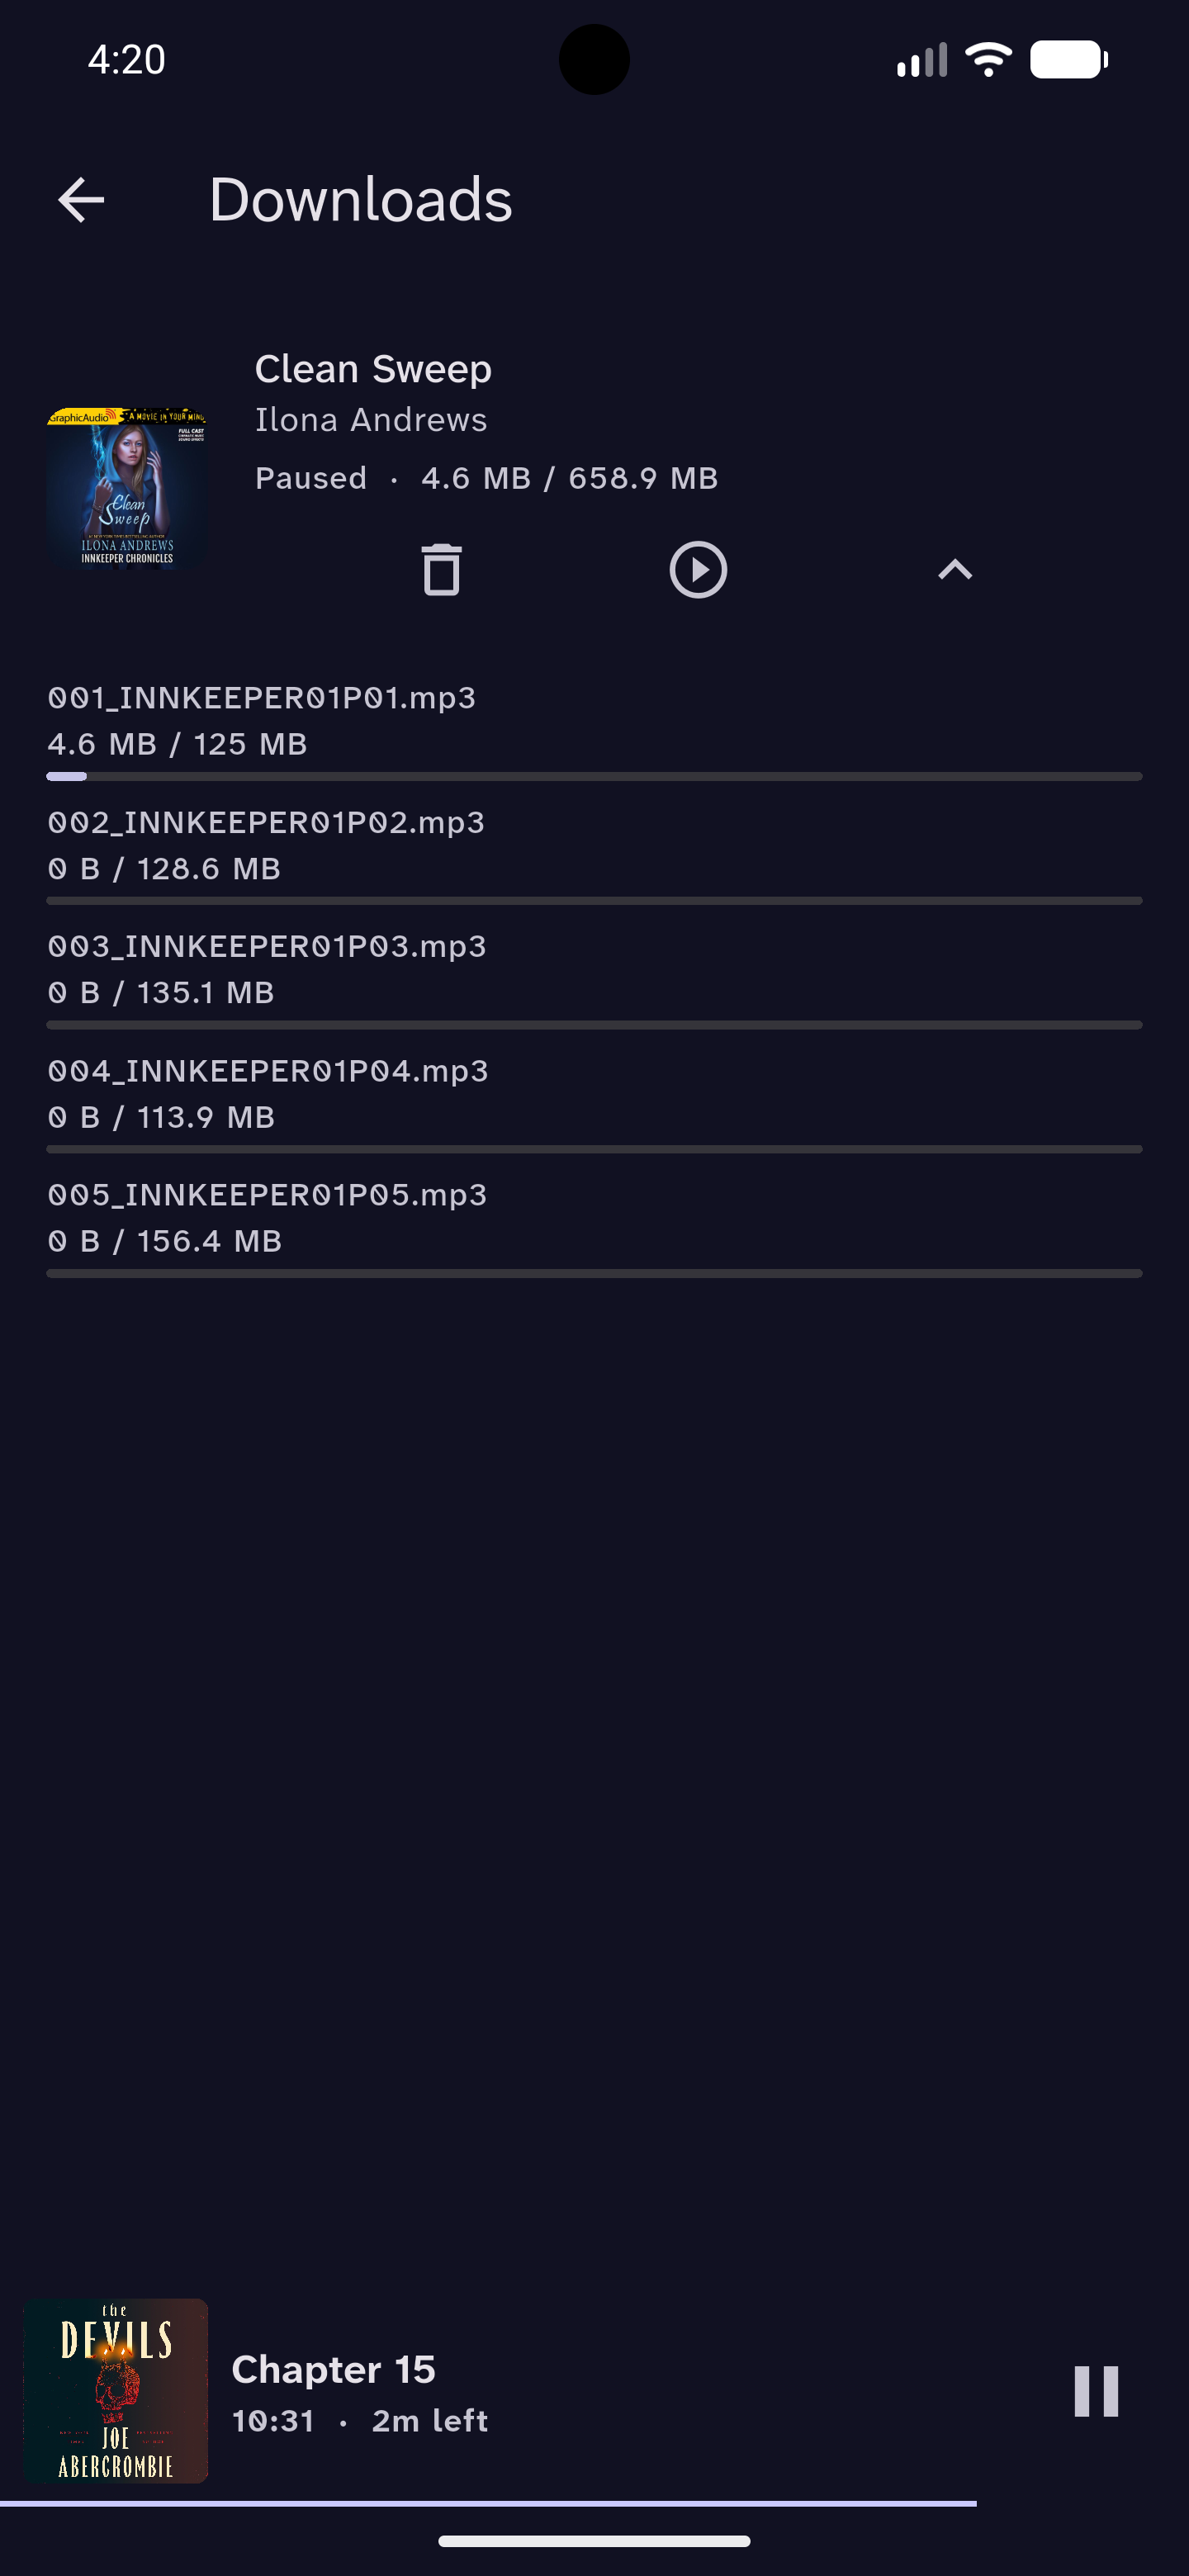 4:20
Downloads
Clean Sweep
Ilona Andrews
Paused · 4.6 MB / 658.9 MB
GraphicAudio
A MOVIE IN YOUR MIND
FULL CAST
Clean
Sweep
ILONA ANDREWS
INNKEEPER CHRONICLES
001_INNKEEPER01P01.mp3
4.6 MB / 125 MB
002_INNKEEPER01P02.mp3
0 B / 128.6 MB
003_INNKEEPER01P03.mp3
0 B / 135.1 MB
004_INNKEEPER01P04.mp3
0 B / 113.9 MB
005_INNKEEPER01P05.mp3
0 B / 156.4 MB
the
DEVILS
JOE
ABERCROMBIE
Chapter 15
10:31 · 2m left